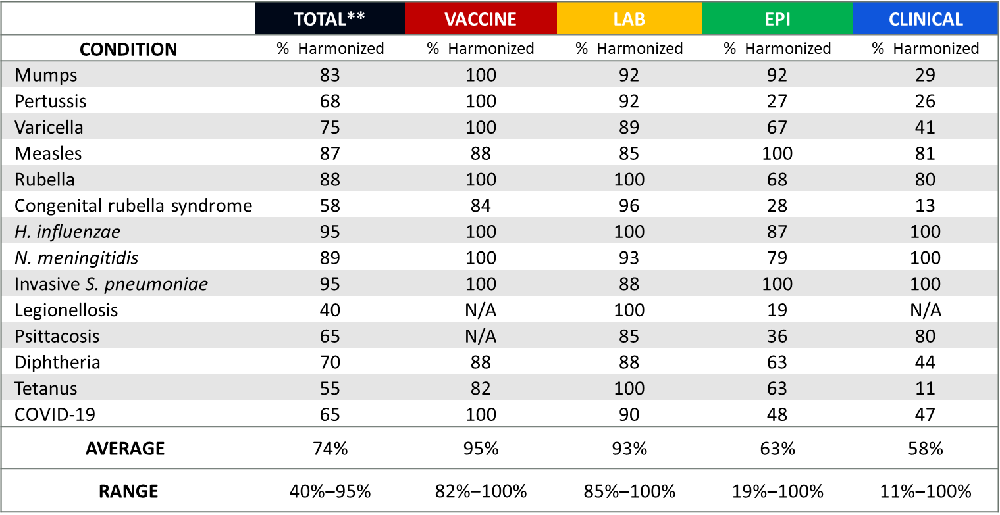 TOTAL** VACCINE LAB EPI CLINICAL
CONDITION % Harmonized % Harmonized % Harmonized % Harmonized % Harmonized
Mumps 83 100 92 92 29
Pertussis 68 100 92 27 26
Varicella 75 100 89 67 41
Measles 87 88 85 100 81
Rubella 88 100 100 68 80
Congenital rubella syndrome 58 84 96 28 13
H. influenzae 95 100 100 87 100
N. meningitidis 89 100 93 79 100
Invasive S. pneumoniae 95 100 88 100 100
Legionellosis 40 N/A 100 19 N/A
Psittacosis 65 N/A 85 36 80
Diphtheria 70 88 88 63 44
Tetanus 55 82 100 63 11
COVID-19 65 100 90 48 47
AVERAGE 74% 95% 93% 63% 58%
RANGE 40%–95% 82%–100% 85%–100% 19%–100% 11%–100%